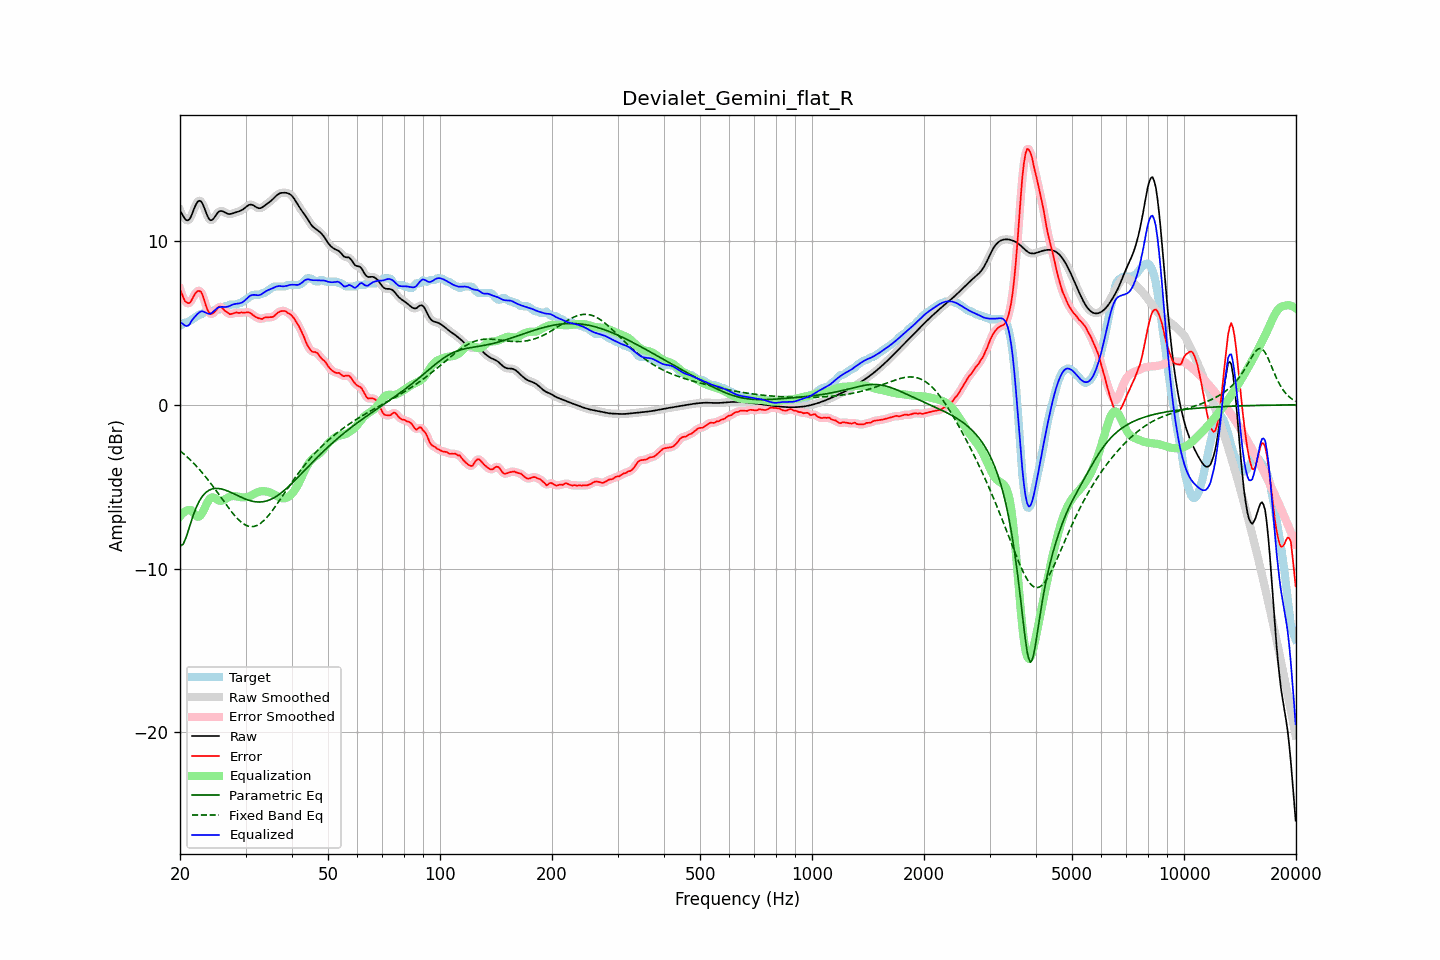 Devialet_Gemini_flat_R
Amplitude (dBr)
10
0
−10
−20
Target
Raw Smoothed
Error Smoothed
Raw
Error
Equalization
Parametric Eq
Fixed Band Eq
Equalized
20 50 100 200 500 1000 2000 5000 10000 20000
Frequency (Hz)